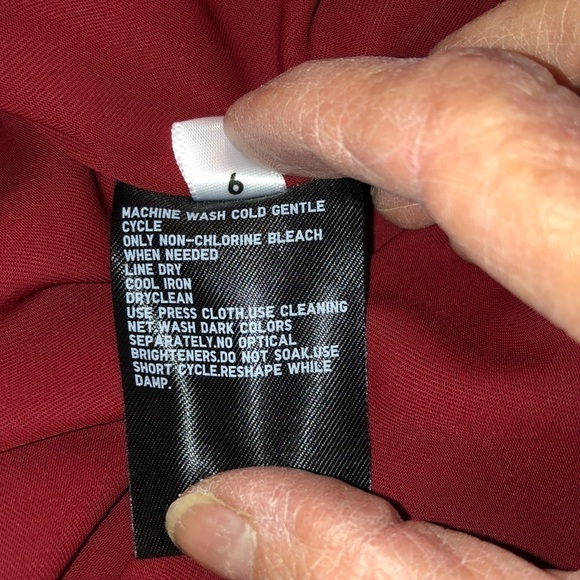 6
MACHINE WASH COLD GENTLE
CYCLE
ONLY NON-CHLORINE BLEACH
WHEN NEEDED
LINE DRY
COOL IRON
DRYCLEAN
USE PRESS CLOTH.USE CLEANING
NET.WASH DARK COLORS
SEPARATELY.NO OPTICAL
BRIGHTENERS.DO NOT SOAK.USE
SHORT CYCLE.RESHAPE WHILE
DAMP.